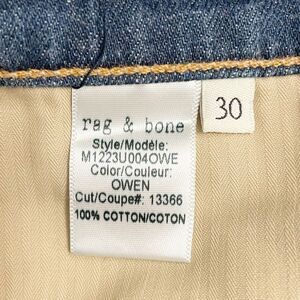 rag & bone
30
Style/Modèle:
M1223U004OWE
Color/Couleur:
OWEN
Cut/Coupe#: 13366
100% COTTON/COTON